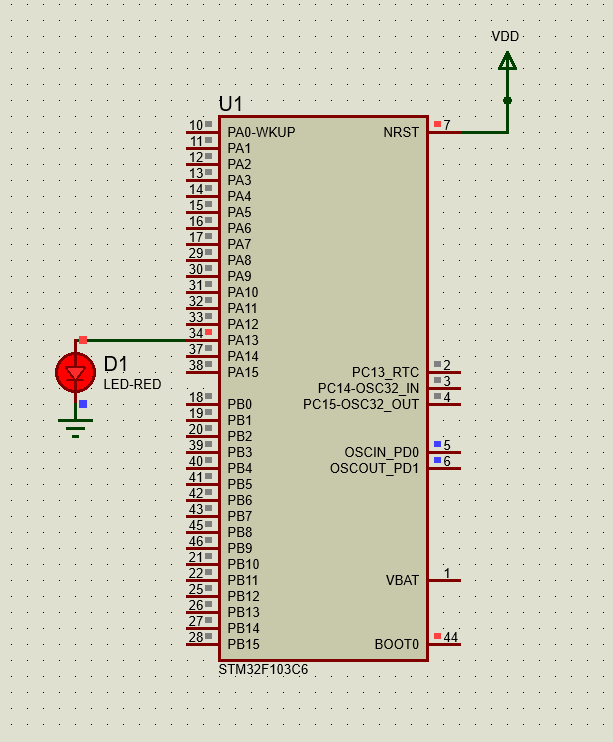 VDD
U1
10 PA0-WKUP NRST 7
11 PA1
12 PA2
13 PA3
14 PA4
15 PA5
16 PA6
17 PA7
29 PA8
30 PA9
31 PA10
32 PA11
33 PA12
34 PA13
37 PA14
38 PA15 PC13_RTC 2
PC14-OSC32_IN 3
18 PB0 PC15-OSC32_OUT 4
19 PB1
20 PB2
39 PB3 OSCIN_PD0 5
40 PB4 OSCOUT_PD1 6
41 PB5
42 PB6
43 PB7
45 PB8
46 PB9
21 PB10
22 PB11 VBAT 1
25 PB12
26 PB13
27 PB14
28 PB15 BOOT0 44
STM32F103C6
D1
LED-RED